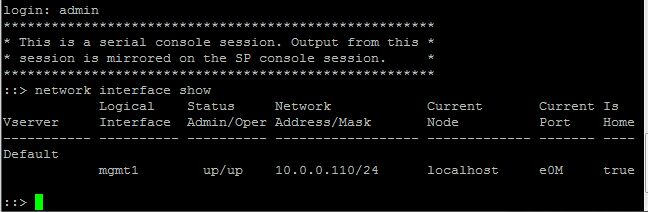 login: admin
*******************************************************
* This is a serial console session. Output from this *
* session is mirrored on the SP console session.     *
*******************************************************
::> network interface show
            Logical    Status     Network            Current       Current Is
Vserver     Interface  Admin/Oper Address/Mask       Node          Port    Home
----------- ---------- ---------- ------------------ ------------- ------- ----
Default
            mgmt1        up/up    10.0.0.110/24      localhost     e0M     true
::>